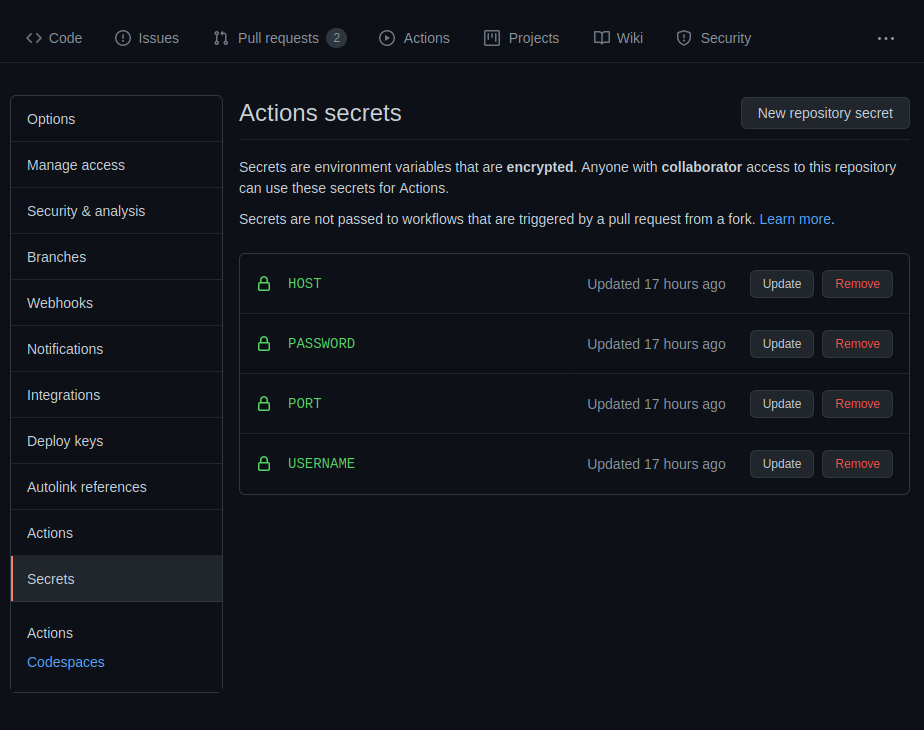 Code Issues Pull requests 2 Actions Projects Wiki Security ...
Options
Manage access
Security & analysis
Branches
Webhooks
Notifications
Integrations
Deploy keys
Autolink references
Actions
Secrets
Actions
Codespaces
Actions secrets New repository secret
Secrets are environment variables that are encrypted. Anyone with collaborator access to this repository
can use these secrets for Actions.
Secrets are not passed to workflows that are triggered by a pull request from a fork. Learn more.
HOST Updated 17 hours ago Update Remove
PASSWORD Updated 17 hours ago Update Remove
PORT Updated 17 hours ago Update Remove
USERNAME Updated 17 hours ago Update Remove